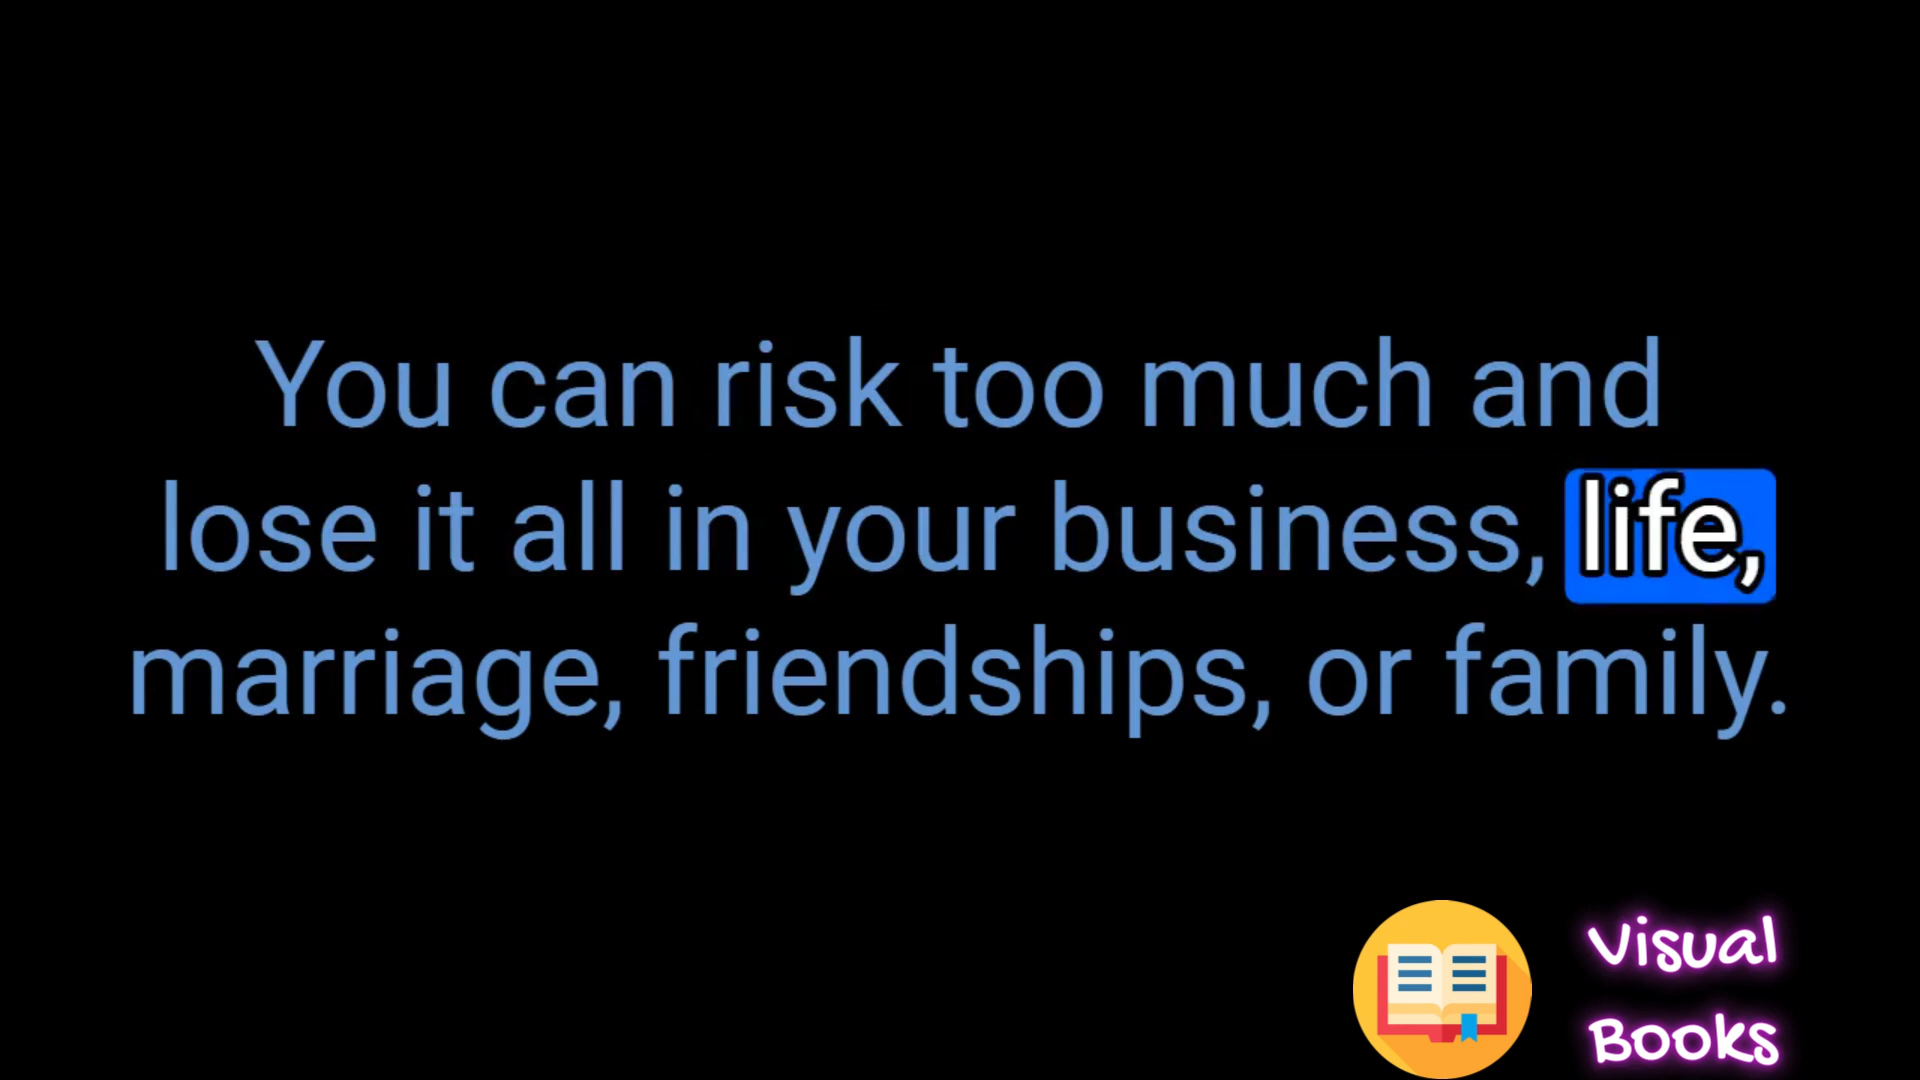 You can risk too much and
lose it all in your business, life,
marriage, friendships, or family.
Visual
Books